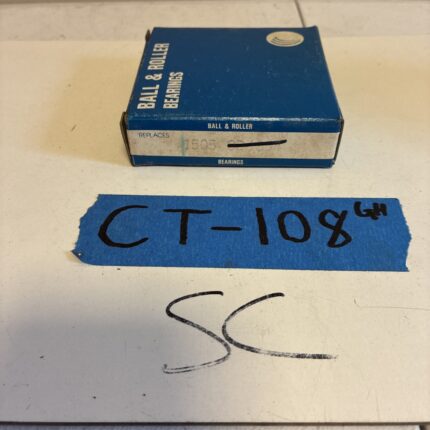 BALL & ROLLER
BEARINGS
BALL & ROLLER
REPLACES
BEARINGS
CT-108 GH
SC